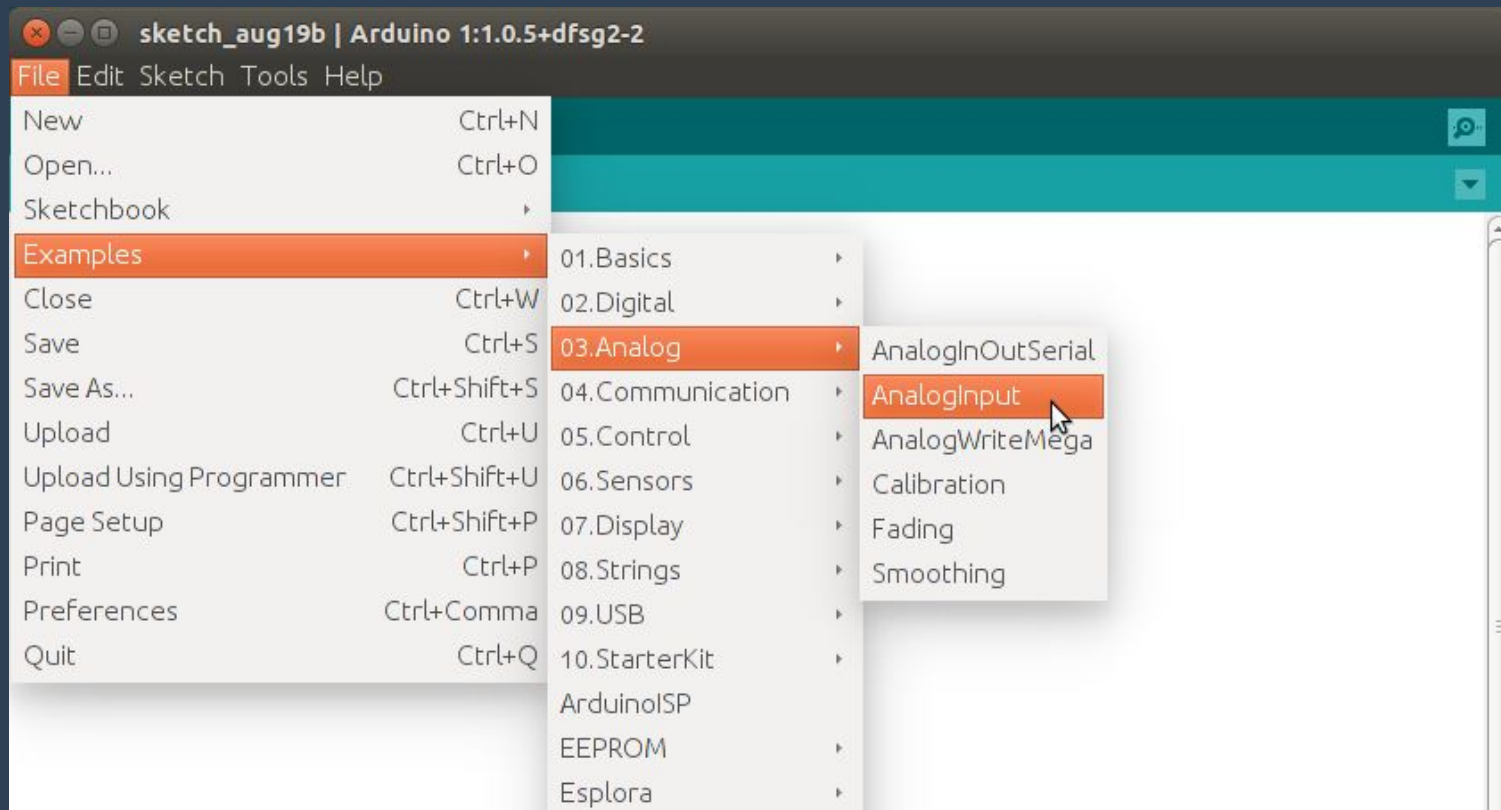 sketch_aug19b | Arduino 1:1.0.5+dfsg2-2
File Edit Sketch Tools Help
New Ctrl+N
Open... Ctrl+O
Sketchbook
Examples
Close Ctrl+W
Save Ctrl+S
Save As... Ctrl+Shift+S
Upload Ctrl+U
Upload Using Programmer Ctrl+Shift+U
Page Setup Ctrl+Shift+P
Print Ctrl+P
Preferences Ctrl+Comma
Quit Ctrl+Q
01.Basics
02.Digital
03.Analog
04.Communication
05.Control
06.Sensors
07.Display
08.Strings
09.USB
10.StarterKit
ArduinoISP
EEPROM
Esplora
AnalogInOutSerial
AnalogInput
AnalogWriteMega
Calibration
Fading
Smoothing